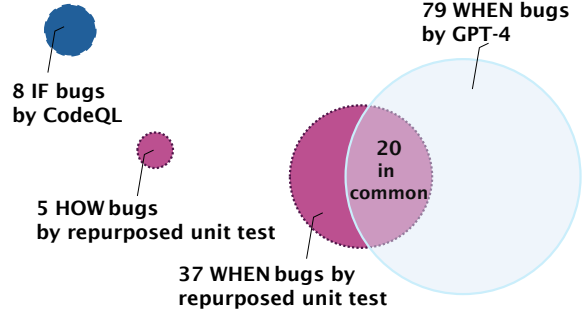 79 WHEN bugs
by GPT-4
8 IF bugs
by CodeQL
20
in
common
5 HOW bugs
by repurposed unit test
37 WHEN bugs by
repurposed unit test